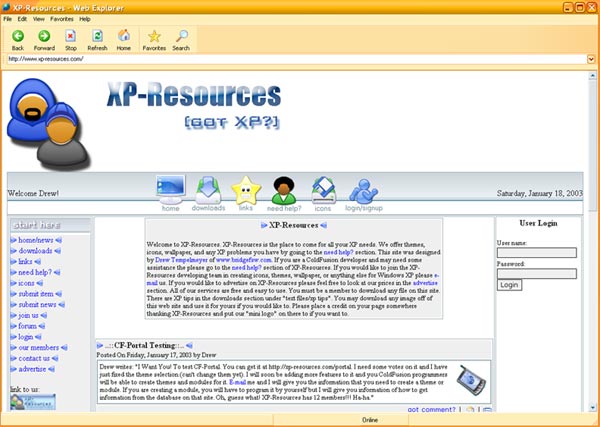 XP-Resources - Web Explorer
File Edit View Favorites Help
Back Forward Stop Refresh Home Favorites Search
http://www.xpresources.com/
XP-Resources
[GOT XP?]
Welcome Drew!
home downloads links need help? icons login/signup
Saturday, January 18, 2003
start here
home/news
downloads
links
need help?
icons
submit item
submit news
join us
forum
login
our members
contact us
advertise
link to us:
XP-Resources
Welcome to XP-Resources. XP-Resources is the place to come for all your XP needs. We offer themes,
icons, wallpaper, and any XP problems you have by going to the need help? section. This site was designed
by Drew Tempelmeyer of www.bridgefter.com. If you are a ColdFusion developer and may need some
assistance please go to the need help? section of XP-Resources. If you would like to join the XP-
Resources developing team in creating icons, themes, wallpaper, or anything else for Windows XP please e-
mail us. If you would like to advertise on XP-Resources please feel free to look at our prices in the advertise
section. All of our services are free and easy to use. You must be a member to download any file on this site.
There are XP tips in the downloads section under "text files/xp tips". You may download any image off of
this web site and use it for yours if you would like to. Please place a credit on your page somewhere
thanking XP-Resources and put our "mini logo" on there to if you want to.
..::CF-Portal Testing::..
Posted On Friday, January 17, 2003 by Drew
Drew writes: "I Want You! To test CF-Portal. You can get it at http://xp-resources.com/portal. I need some votes on it and I have
just fixed the theme selection (can't change them yet). I will soon be adding more features to it and you ColdFusion programmers
will be able to create themes and modules for it. E-mail me and I will give you the information that you need to create a theme or
module. If you are creating a module, you will have to program it by yourself but I will give you information of how to get
information from the database on that site. Oh, guess what! XP-Resources has 12 members!!! Ha-ha."
got comment? |
User Login
User name:
Password:
Login
Online